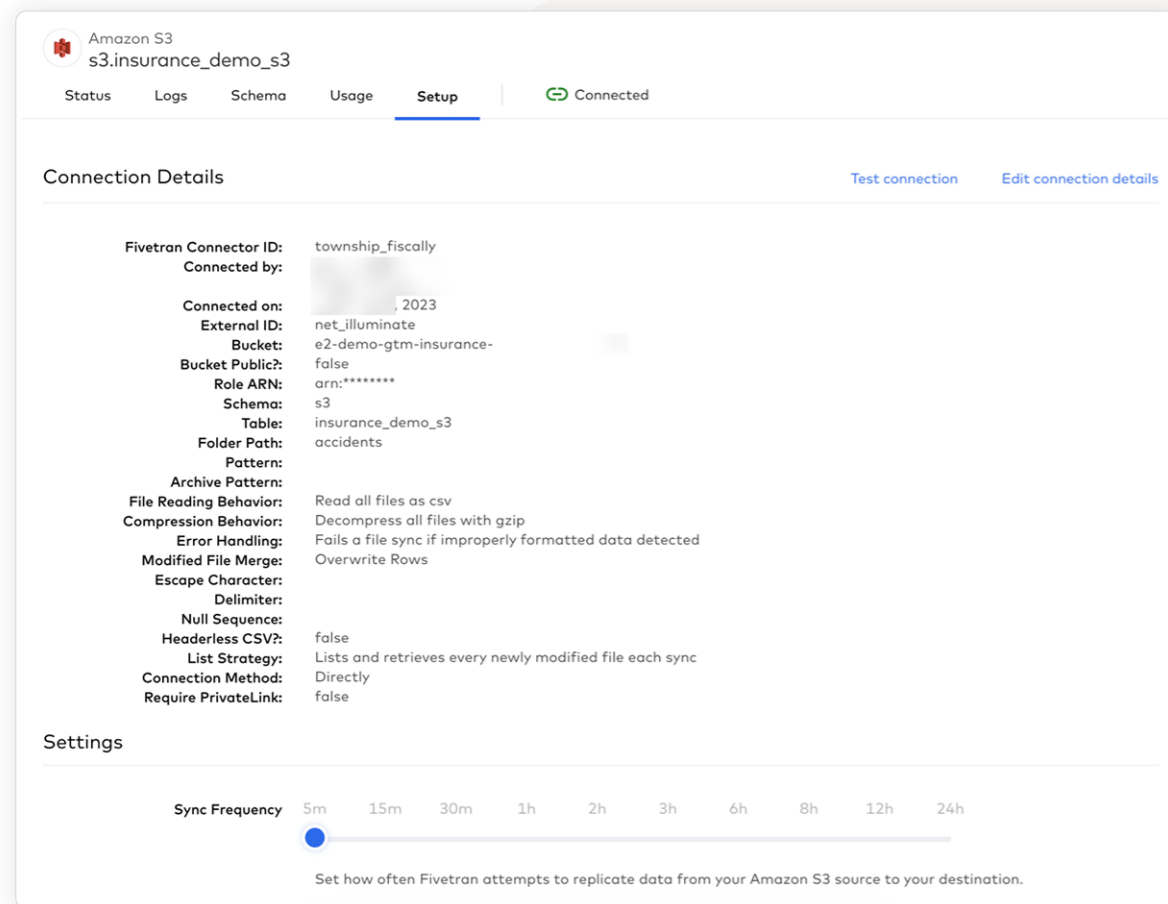 Amazon S3
s3.insurance_demo_s3
Status Logs Schema Usage Setup Connected
Connection Details Test connection Edit connection details
Fivetran Connector ID: township_fiscally
Connected by:
Connected on: , 2023
External ID: net_illuminate
Bucket: e2-demo-gtm-insurance-
Bucket Public?: false
Role ARN: arn:********
Schema: s3
Table: insurance_demo_s3
Folder Path: accidents
Pattern:
Archive Pattern:
File Reading Behavior: Read all files as csv
Compression Behavior: Decompress all files with gzip
Error Handling: Fails a file sync if improperly formatted data detected
Modified File Merge: Overwrite Rows
Escape Character:
Delimiter:
Null Sequence:
Headerless CSV?: false
List Strategy: Lists and retrieves every newly modified file each sync
Connection Method: Directly
Require PrivateLink: false
Settings
Sync Frequency 5m 15m 30m 1h 2h 3h 6h 8h 12h 24h
Set how often Fivetran attempts to replicate data from your Amazon S3 source to your destination.